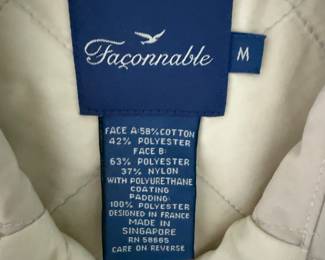 Façonnable
M
FACE A:58%COTTON
42% POLYESTER
FACE B:
63% POLYESTER
37% NYLON
WITH POLYURETHANE
COATING
PADDING:
100% POLYESTER
DESIGNED IN FRANCE
MADE IN
SINGAPORE
RN 58665
CARE ON REVERSE